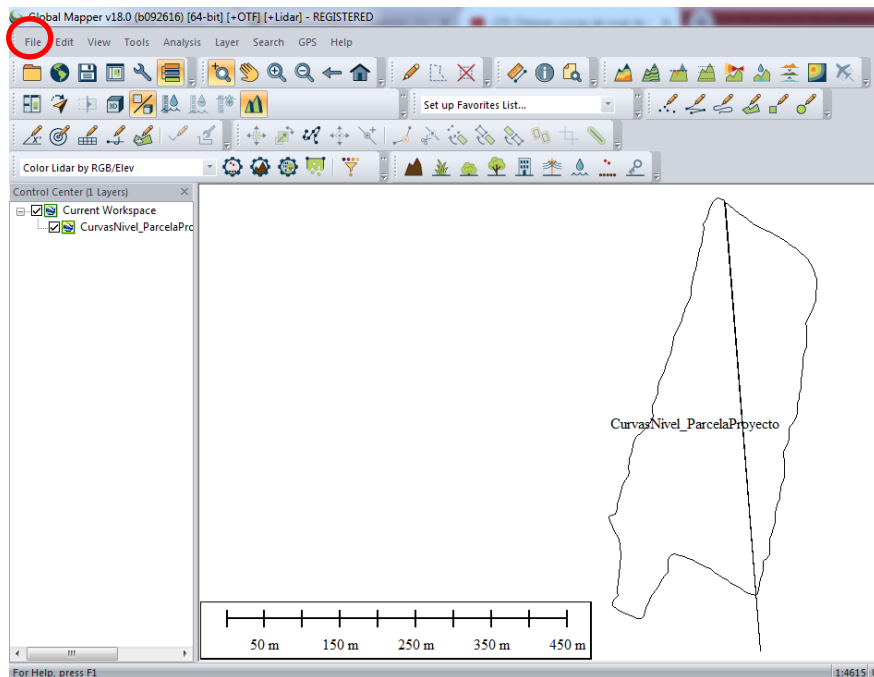 Global Mapper v18.0 (b092616) [64-bit] [+OTF] [+Lidar] - REGISTERED
File Edit View Tools Analysis Layer Search GPS Help
Set up Favorites List...
Color Lidar by RGB/Elev
Control Center (1 Layers)
Current Workspace
CurvasNivel_ParcelaPrc
CurvasNivel_ParcelaProyecto
50 m 150 m 250 m 350 m 450 m
For Help, press F1
1:4615